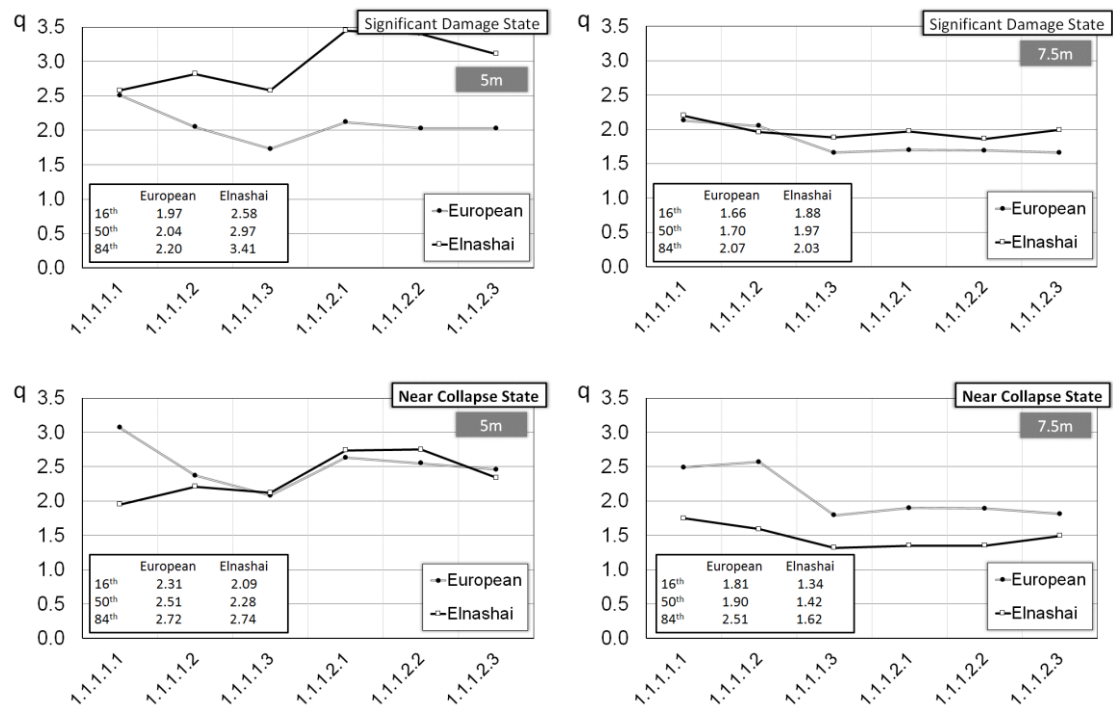 q
3.5
3.0
2.5
2.0
1.5
1.0
0.5
0.0
Significant Damage State
5m
European Elnashai
16th 1.97 2.58
50th 2.04 2.97
84th 2.20 3.41
European
Elnashai
1.1.1.1.1
1.1.1.1.2
1.1.1.1.3
1.1.1.2.1
1.1.1.2.2
1.1.1.2.3
q
3.5
3.0
2.5
2.0
1.5
1.0
0.5
0.0
Significant Damage State
7.5m
European Elnashai
16th 1.66 1.88
50th 1.70 1.97
84th 2.07 2.03
European
Elnashai
1.1.1.1.1
1.1.1.1.2
1.1.1.1.3
1.1.1.2.1
1.1.1.2.2
1.1.1.2.3
q
3.5
3.0
2.5
2.0
1.5
1.0
0.5
0.0
Near Collapse State
5m
European Elnashai
16th 2.31 2.09
50th 2.51 2.28
84th 2.72 2.74
European
Elnashai
1.1.1.1.1
1.1.1.1.2
1.1.1.1.3
1.1.1.2.1
1.1.1.2.2
1.1.1.2.3
q
3.5
3.0
2.5
2.0
1.5
1.0
0.5
0.0
Near Collapse State
7.5m
European Elnashai
16th 1.81 1.34
50th 1.90 1.42
84th 2.51 1.62
European
Elnashai
1.1.1.1.1
1.1.1.1.2
1.1.1.1.3
1.1.1.2.1
1.1.1.2.2
1.1.1.2.3